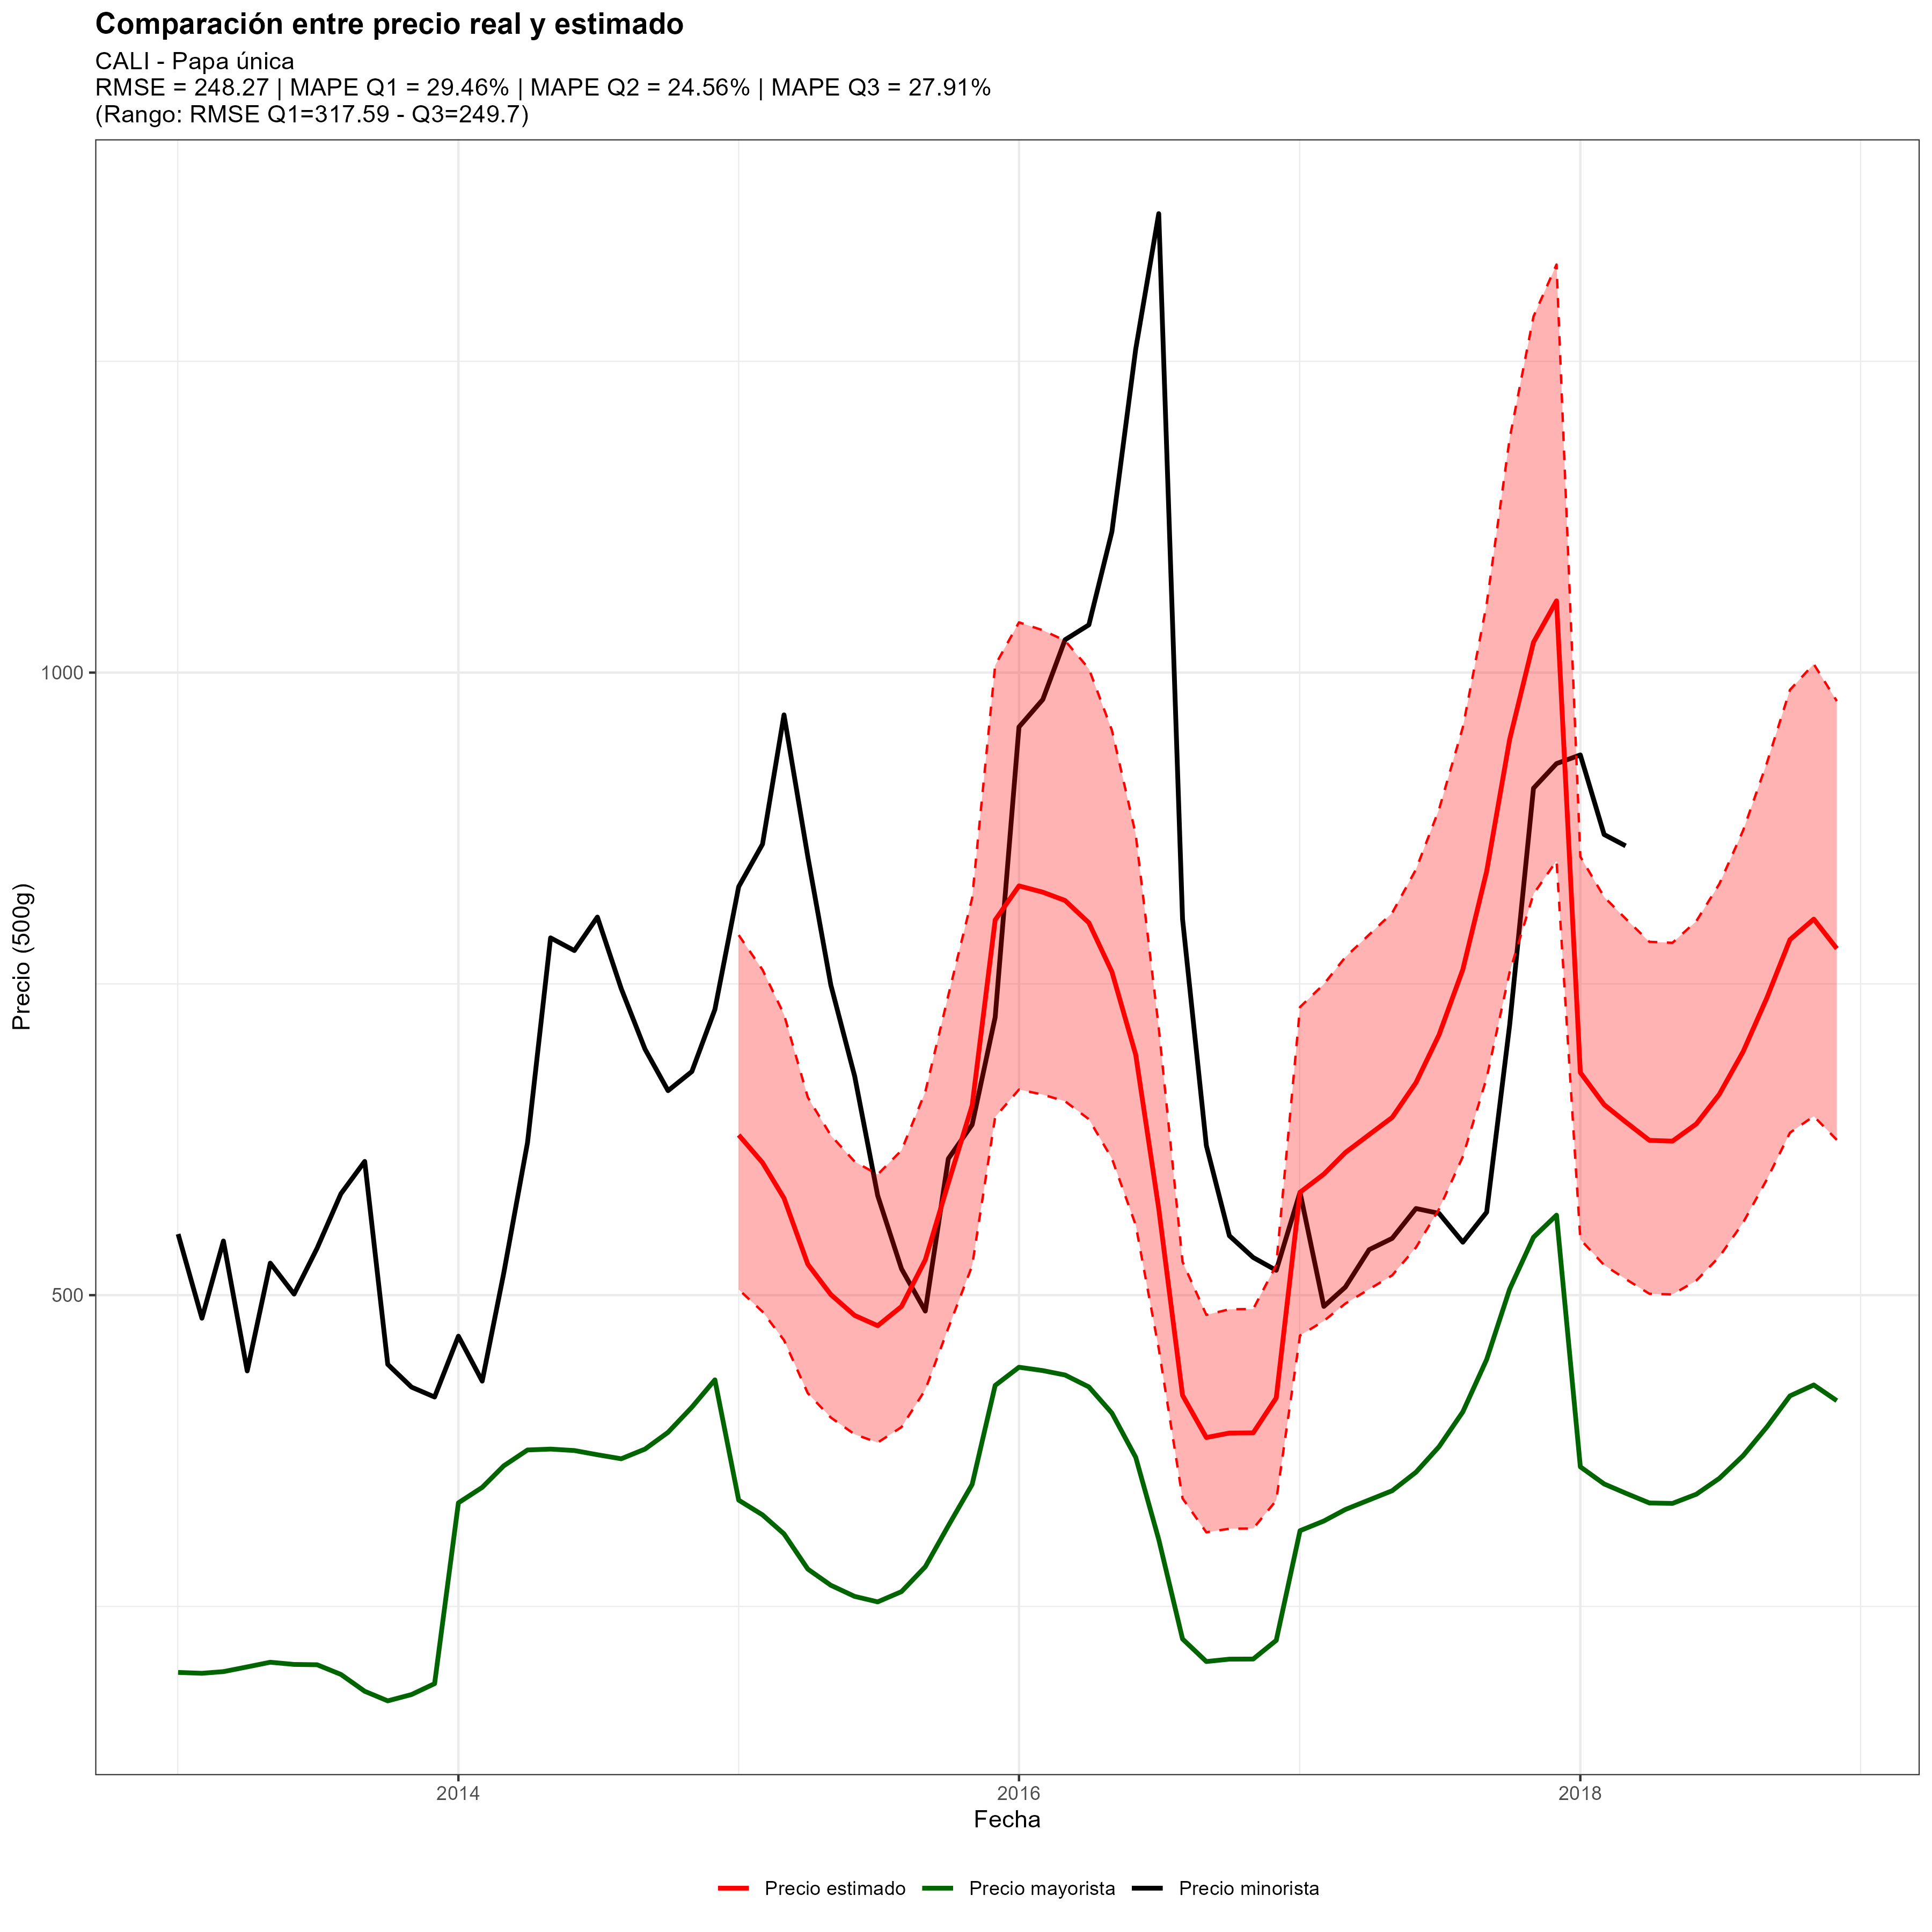 Comparación entre precio real y estimado
CALI - Papa única
RMSE = 248.27 | MAPE Q1 = 29.46% | MAPE Q2 = 24.56% | MAPE Q3 = 27.91%
(Rango: RMSE Q1=317.59 - Q3=249.7)
Precio (500g)
1000
500
2014
2016
2018
Fecha
Precio estimado
Precio mayorista
Precio minorista